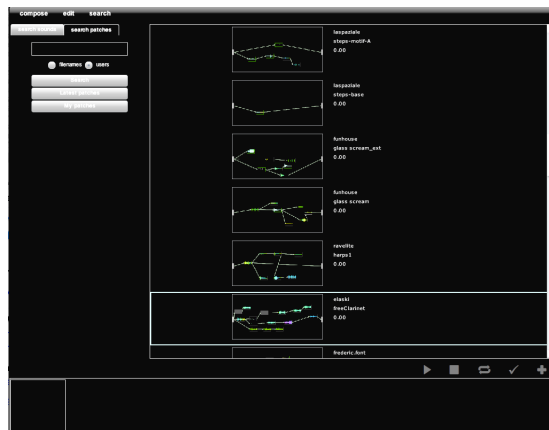 compose edit search
search sounds search patches
filenames users
search
Latest patches
My patches
laspaziale
steps-motif-A
0.00
laspaziale
steps-base
0.00
funhouse
glass scream_ext
0.00
funhouse
glass scream
0.00
ravelite
harps1
0.00
elaski
freeClarinet
0.00
frederic.font